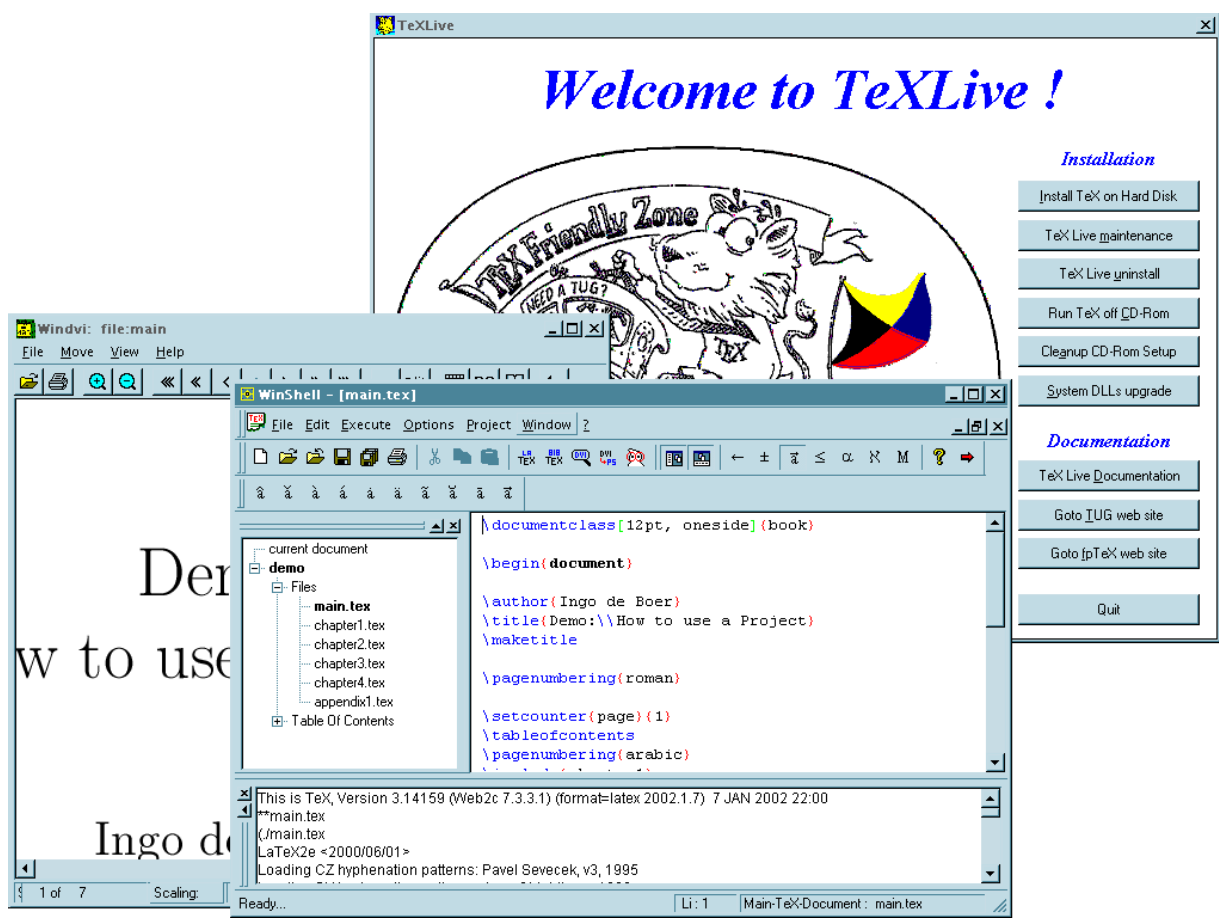 TeXLive
Welcome to TeXLive !
TeX Friendly Zone
NEED A TUG?
TEX
Installation
Install TeX on Hard Disk
TeX Live maintenance
TeX Live uninstall
Run TeX off CD-Rom
Cleanup CD-Rom Setup
System DLLs upgrade
Documentation
TeX Live Documentation
Goto TUG web site
Goto fpTeX web site
Quit
Windvi: file:main
File Move View Help
w to use
Ingo de
1 of 7 Scaling:
WinShell - [main.tex]
File Edit Execute Options Project Window ?
LA TEX BIB TEX DVI DVI PS ← ± a⃗ ≤ α ℵ M
â ǎ à á ȧ ä ã ă ā a⃗
current document
demo
Files
main.tex
chapter1.tex
chapter2.tex
chapter3.tex
chapter4.tex
appendix1.tex
Table Of Contents
\documentclass[12pt, oneside]{book}
\begin{document}
\author{Ingo de Boer}
\title{Demo:\\How to use a Project}
\maketitle
\pagenumbering{roman}
\setcounter{page}{1}
\tableofcontents
\pagenumbering{arabic}
This is TeX, Version 3.14159 (Web2c 7.3.3.1) (format=latex 2002.1.7) 7 JAN 2002 22:00
**main.tex
(./main.tex
LaTeX2e <2000/06/01>
Loading CZ hyphenation patterns: Pavel Sevecek, v3, 1995
Ready... Li : 1 Main-TeX-Document : main.tex